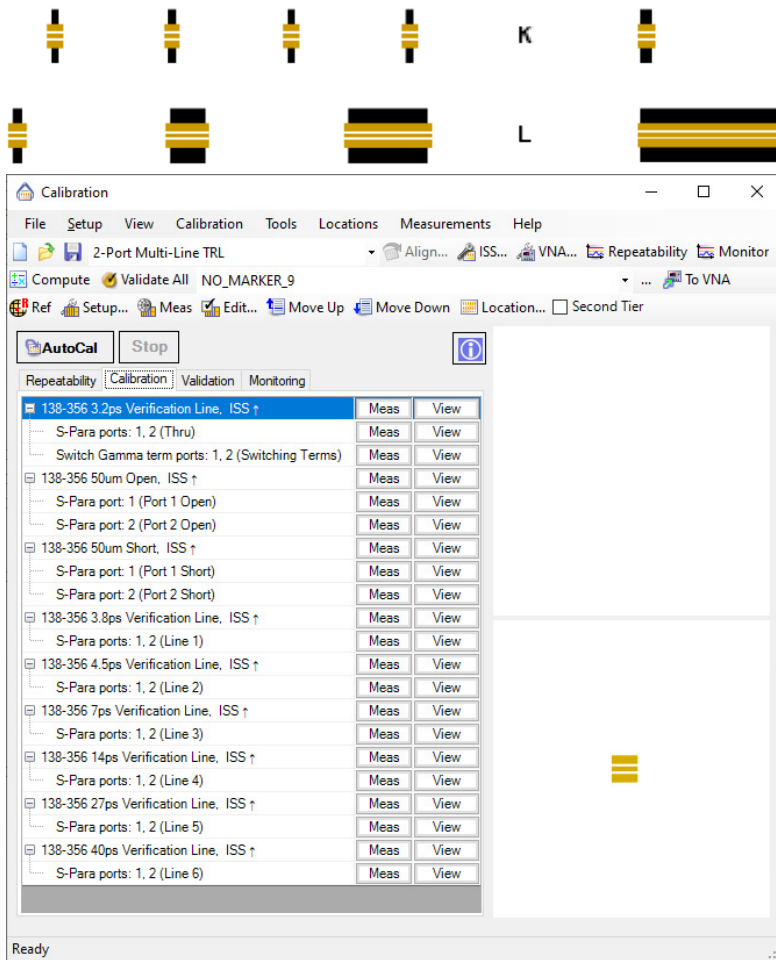 K
L
Calibration
File Setup View Calibration Tools Locations Measurements Help
2-Port Multi-Line TRL Align... ISS... VNA... Repeatability Monitor
Compute Validate All NO_MARKER_9 ... To VNA
Ref Setup... Meas Edit... Move Up Move Down Location... Second Tier
AutoCal Stop
Repeatability Calibration Validation Monitoring
138-356 3.2ps Verification Line, ISS ↑ Meas View
S-Para ports: 1, 2 (Thru) Meas View
Switch Gamma term ports: 1, 2 (Switching Terms) Meas View
138-356 50um Open, ISS ↑ Meas View
S-Para port: 1 (Port 1 Open) Meas View
S-Para port: 2 (Port 2 Open) Meas View
138-356 50um Short, ISS ↑ Meas View
S-Para port: 1 (Port 1 Short) Meas View
S-Para port: 2 (Port 2 Short) Meas View
138-356 3.8ps Verification Line, ISS ↑ Meas View
S-Para ports: 1, 2 (Line 1) Meas View
138-356 4.5ps Verification Line, ISS ↑ Meas View
S-Para ports: 1, 2 (Line 2) Meas View
138-356 7ps Verification Line, ISS ↑ Meas View
S-Para ports: 1, 2 (Line 3) Meas View
138-356 14ps Verification Line, ISS ↑ Meas View
S-Para ports: 1, 2 (Line 4) Meas View
138-356 27ps Verification Line, ISS ↑ Meas View
S-Para ports: 1, 2 (Line 5) Meas View
138-356 40ps Verification Line, ISS ↑ Meas View
S-Para ports: 1, 2 (Line 6) Meas View
Ready